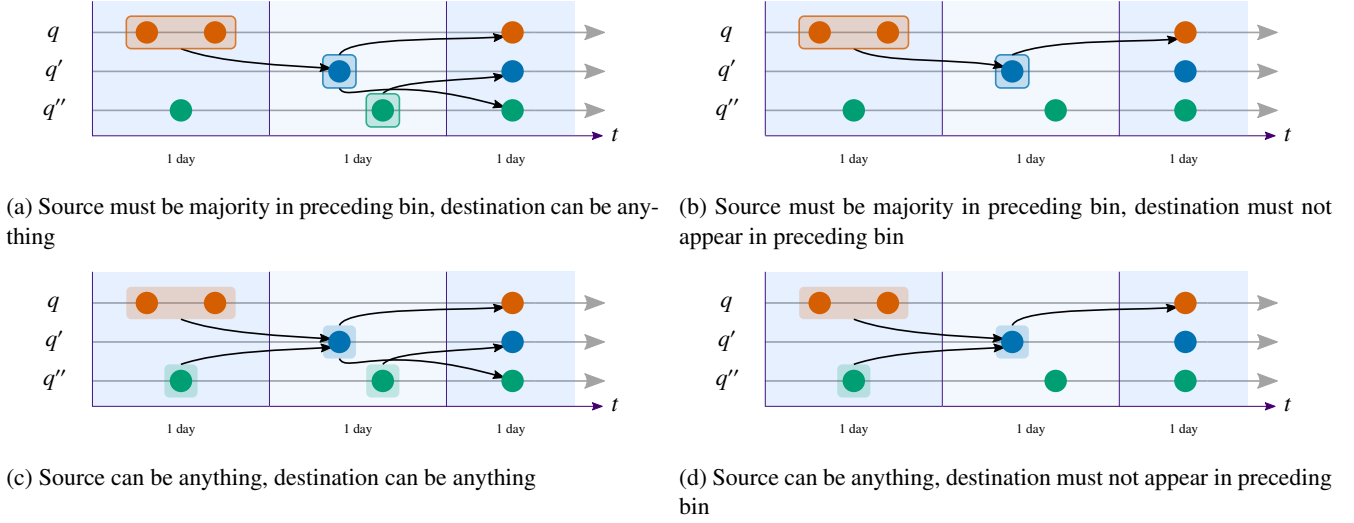 q
q′
q″
t
1 day 1 day 1 day
(a) Source must be majority in preceding bin, destination can be any-
thing
q
q′
q″
t
1 day 1 day 1 day
(b) Source must be majority in preceding bin, destination must not
appear in preceding bin
q
q′
q″
t
1 day 1 day 1 day
(c) Source can be anything, destination can be anything
q
q′
q″
t
1 day 1 day 1 day
(d) Source can be anything, destination must not appear in preceding
bin